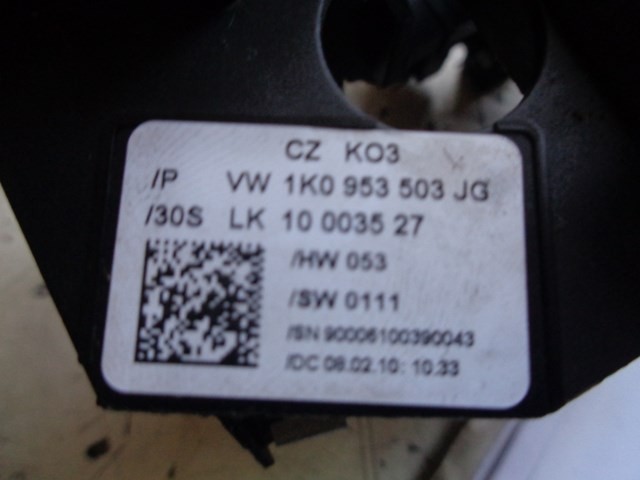 CZ KO3
/P VW 1K0 953 503 JG
/30S LK 10 0035 27
/HW 053
/SW 0111
/SN 90006100390043
/DC 08.02.10: 10.33